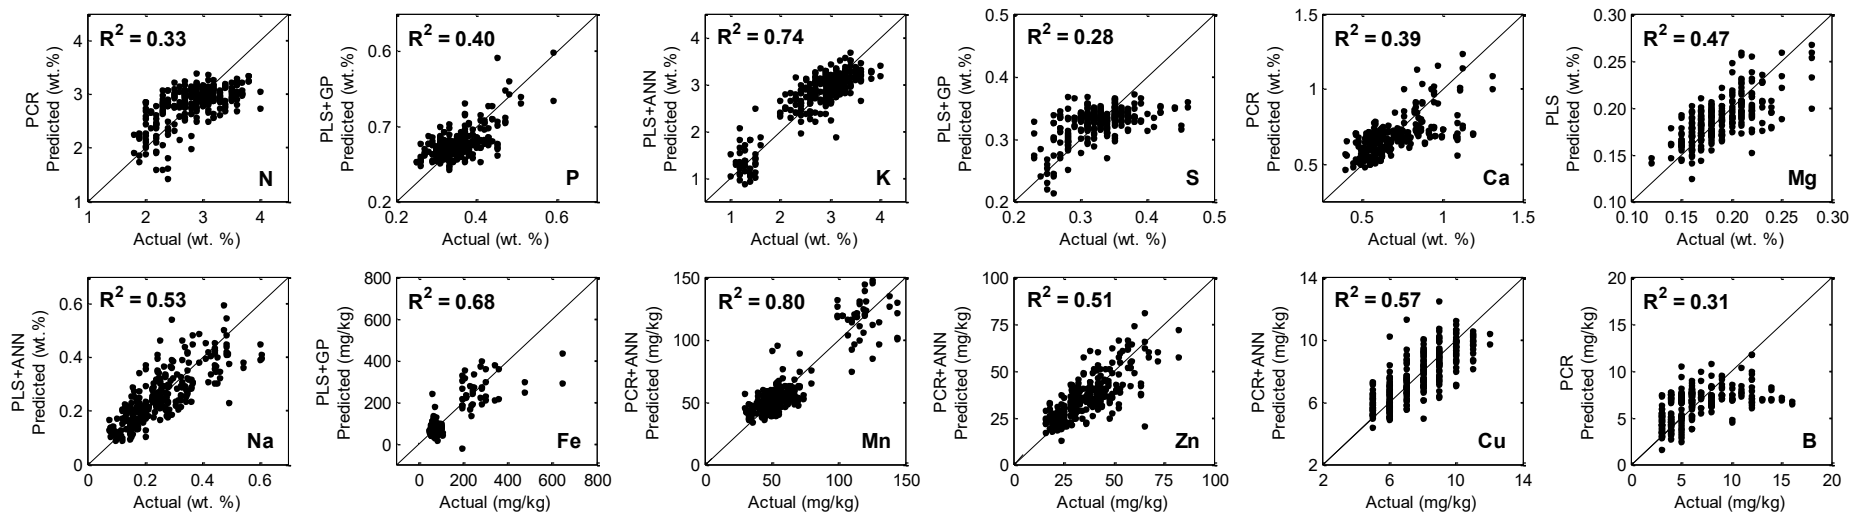 PCR
Predicted (wt.%)
4
3
2
1
R² = 0.33
N
1 2 3 4
Actual (wt. %)
PLS+GP
Predicted (wt.%)
0.6
0.7
0.2
R² = 0.40
P
0.2 0.4 0.6
Actual (wt. %)
PLS+ANN
Predicted (wt.%)
4
3
2
1
R² = 0.74
K
1 2 3 4
Actual (wt. %)
PLS+GP
Predicted (wt.%)
0.5
0.4
0.3
0.2
R² = 0.28
S
0.2 0.3 0.4 0.5
Actual (wt. %)
PCR
Predicted (wt.%)
1.5
1
0.5
R² = 0.39
Ca
0.5 1 1.5
Actual (wt. %)
PLS
Predicted (wt.%)
0.30
0.25
0.20
0.15
0.10
R² = 0.47
Mg
0.10 0.15 0.20 0.25 0.30
Actual (wt. %)
PLS+ANN
Predicted (wt.%)
0.6
0.4
0.2
0
R² = 0.53
Na
0 0.2 0.4 0.6
Actual (wt. %)
PLS+GP
Predicted (mg/kg)
800
600
400
200
0
R² = 0.68
Fe
0 200 400 600 800
Actual (mg/kg)
PCR+ANN
Predicted (mg/kg)
150
100
50
0
R² = 0.80
Mn
0 50 100 150
Actual (mg/kg)
PCR+ANN
Predicted (mg/kg)
100
75
50
25
0
R² = 0.51
Zn
0 25 50 75 100
Actual (mg/kg)
PCR+ANN
Predicted (mg/kg)
14
10
6
2
R² = 0.57
Cu
2 6 10 14
Actual (mg/kg)
PCR
Predicted (mg/kg)
20
15
10
5
0
R² = 0.31
B
0 5 10 15 20
Actual (mg/kg)